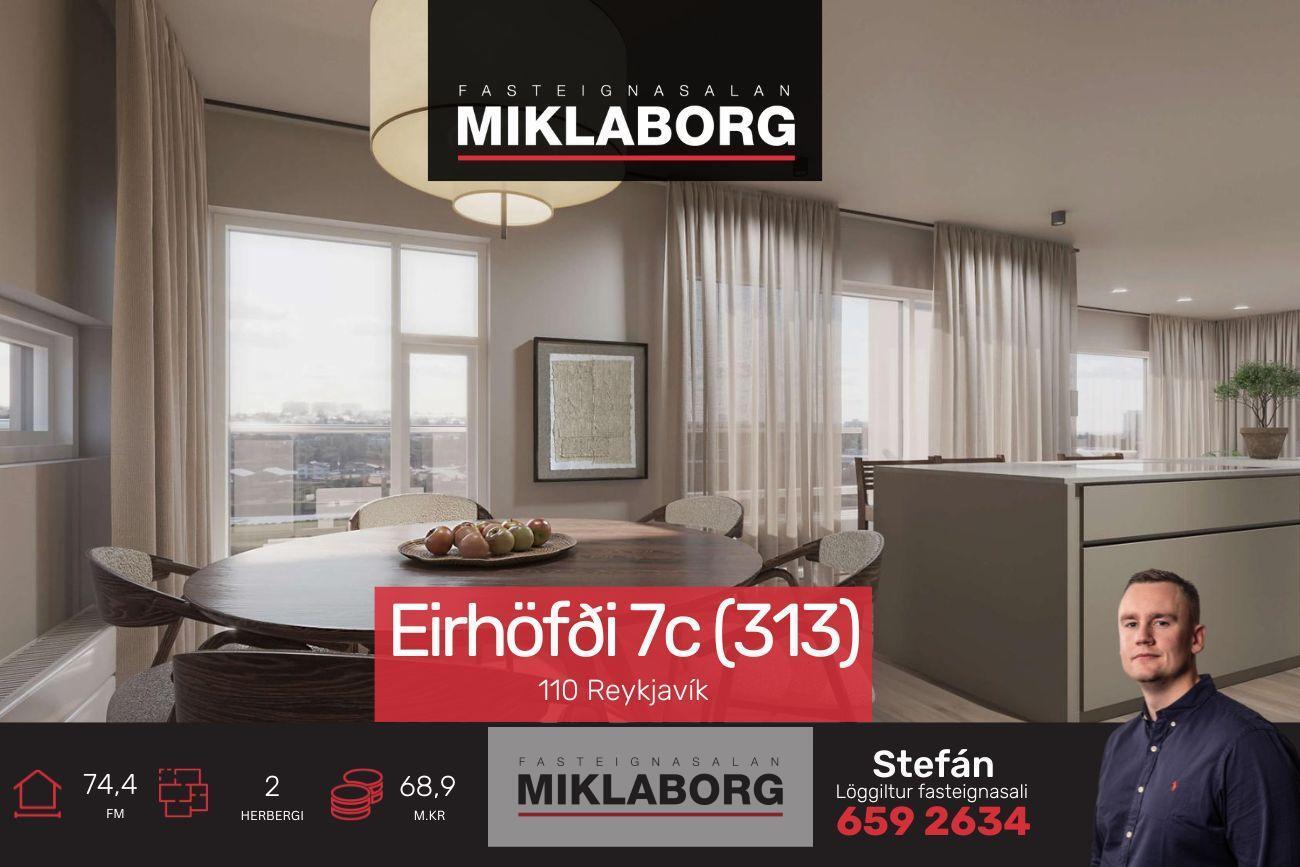 FASTEIGNASALAN
MIKLABORG
Eirhöfði 7c (313)
110 Reykjavík
74,4
FM
2
HERBERGI
68,9
M.KR
FASTEIGNASALAN
MIKLABORG
Stefán
Löggiltur fasteignasali
659 2634